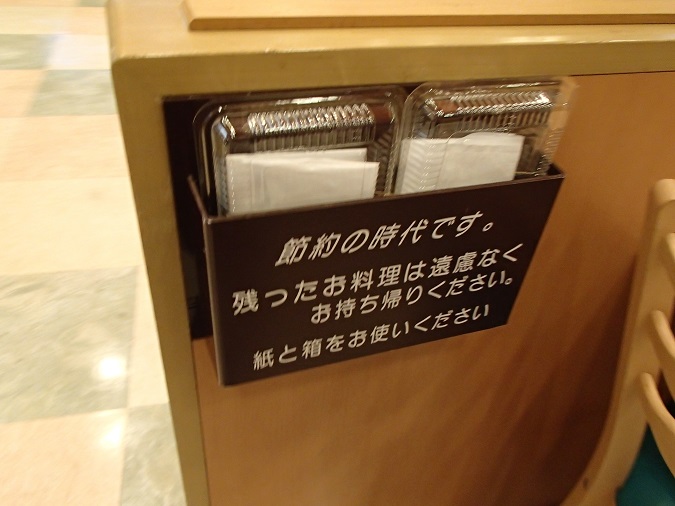 節約の時代です。
残ったお料理は遠慮なく
お持ち帰りください。
紙と箱をお使いください